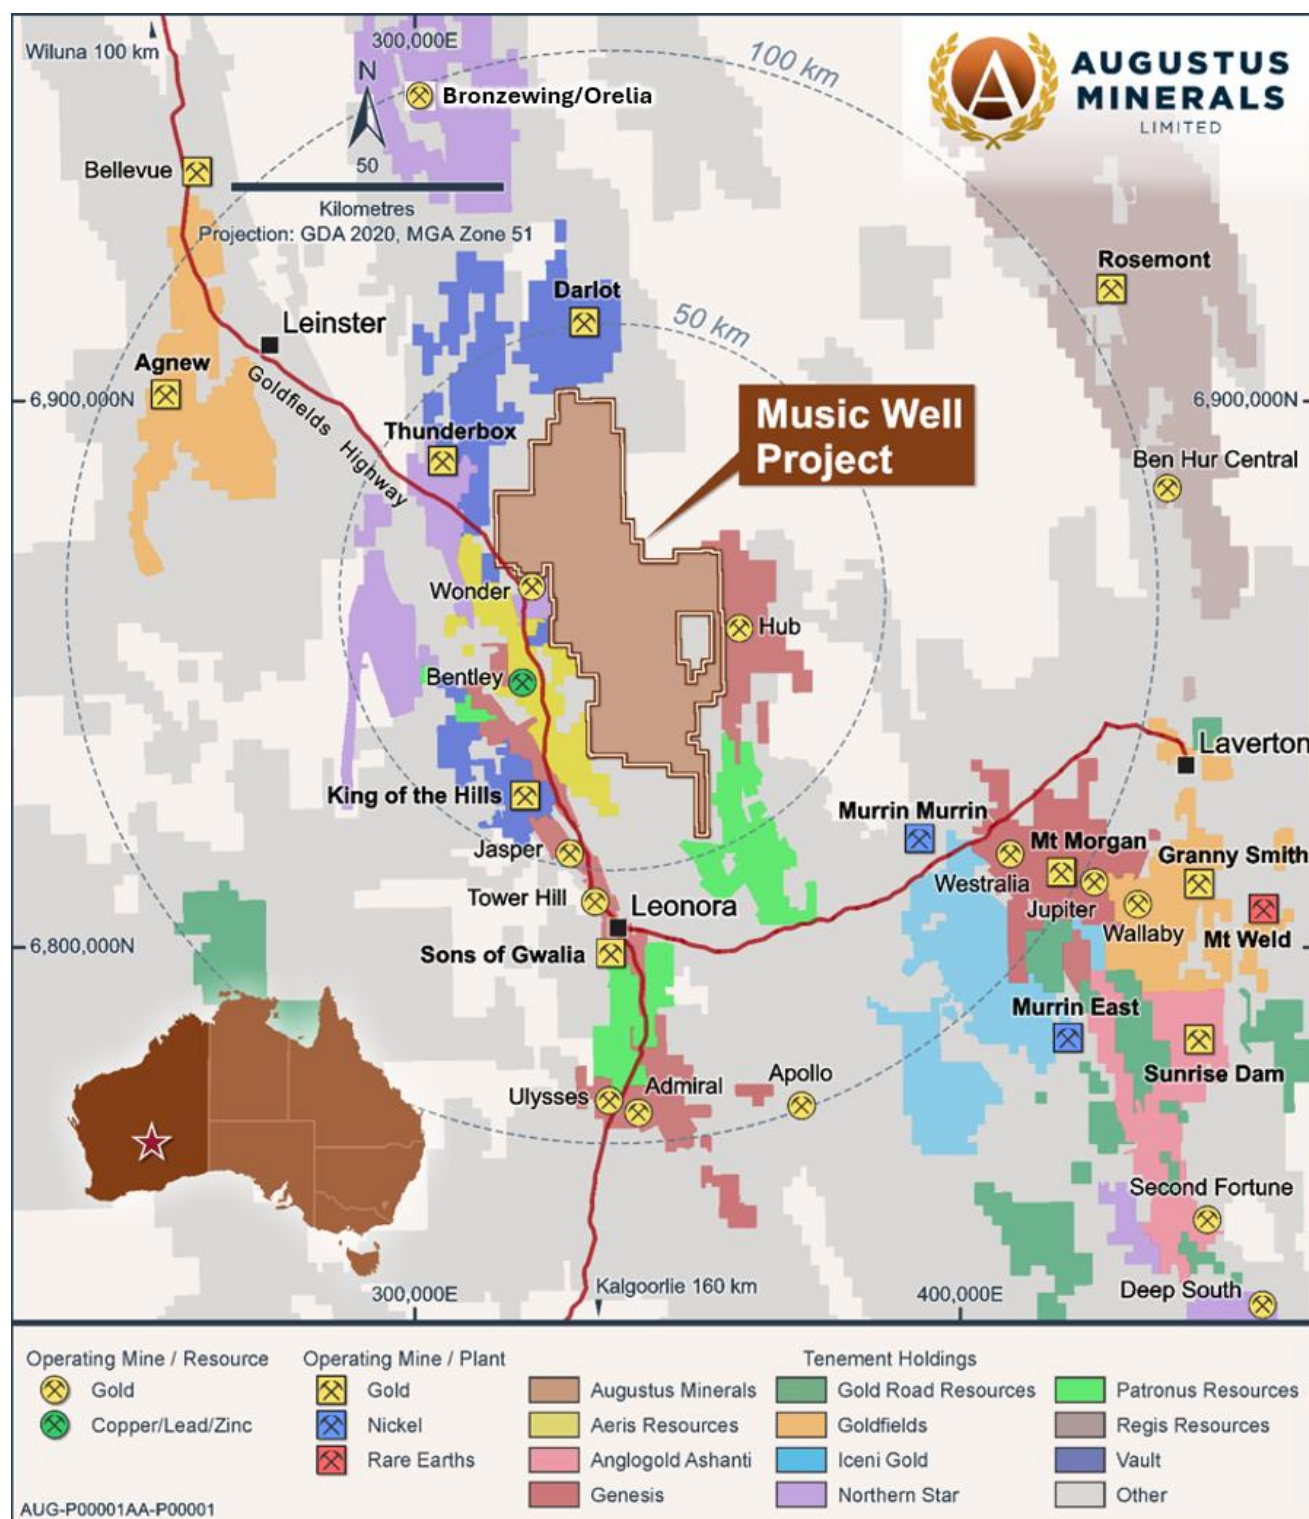 Wiluna 100 km
300,000E
100 km
AUGUSTUS
MINERALS
LIMITED
A
N
Bronzewing/Orelia
Bellevue
50
Kilometres
Projection: GDA 2020, MGA Zone 51
Rosemont
Darlot
50 km
Leinster
Agnew
Goldfields Highway
6,900,000N
6,900,000N
Music Well
Project
Thunderbox
Ben Hur Central
Wonder
Hub
Bentley
Laverton
King of the Hills
Murrin Murrin
Mt Morgan
Jasper
Granny Smith
Westralia
Tower Hill
Leonora
Jupiter
Wallaby
Mt Weld
6,800,000N
Sons of Gwalia
Murrin East
Sunrise Dam
Apollo
Ulysses
Admiral
Second Fortune
300,000E
Kalgoorlie 160 km
400,000E
Deep South
Operating Mine / Resource
Gold
Copper/Lead/Zinc
Operating Mine / Plant
Gold
Nickel
Rare Earths
Tenement Holdings
Augustus Minerals
Aeris Resources
Anglogold Ashanti
Genesis
Gold Road Resources
Goldfields
Iceni Gold
Northern Star
Patronus Resources
Regis Resources
Vault
Other
AUG-P00001AA-P00001